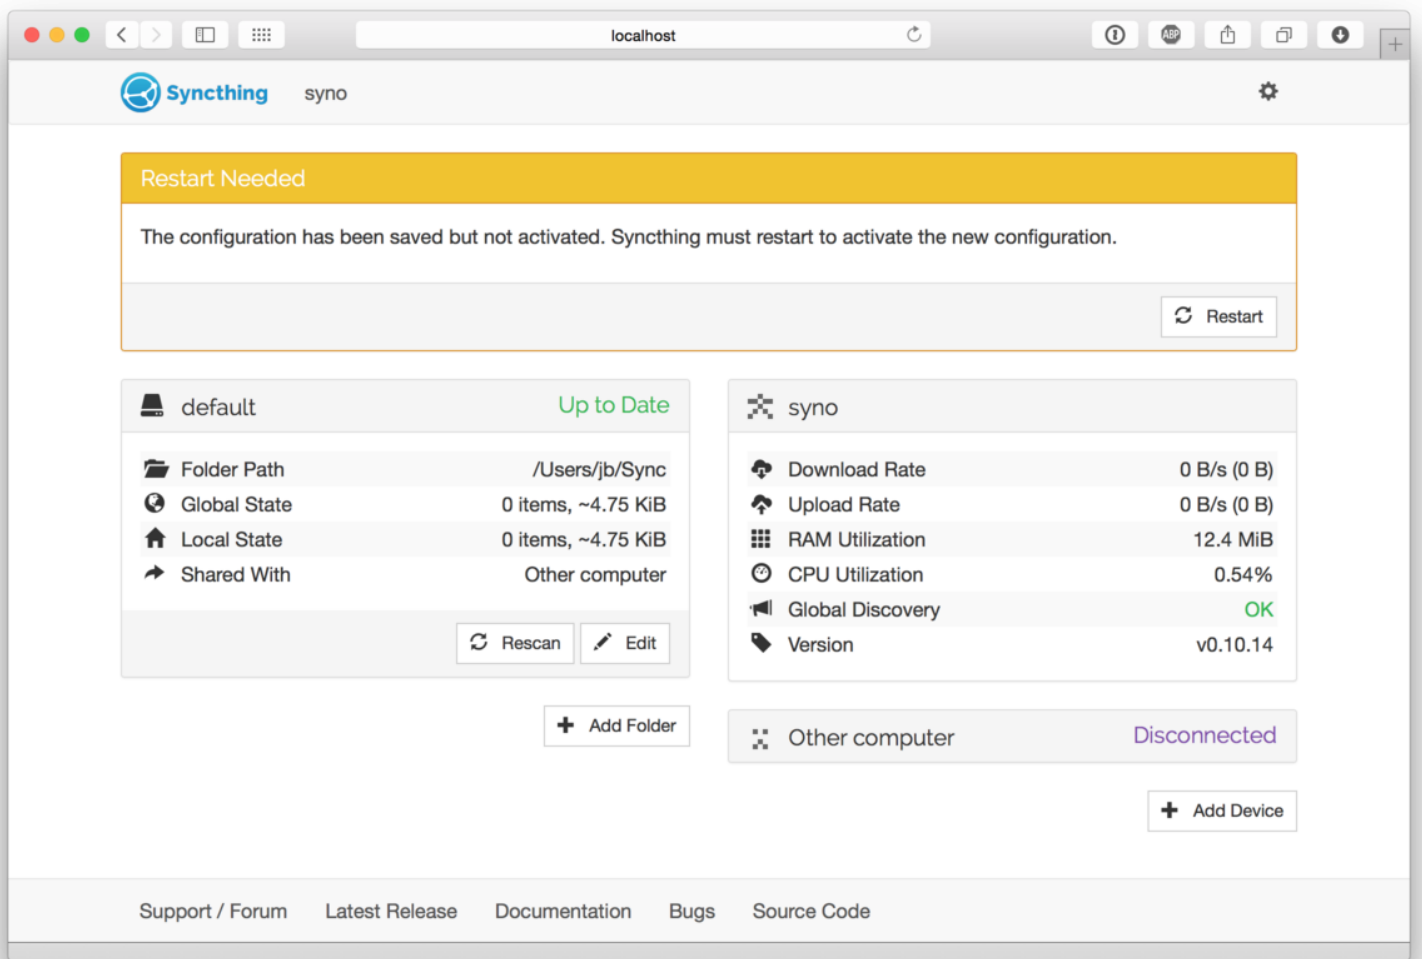 localhost
ABP
Syncthing syno
Restart Needed
The configuration has been saved but not activated. Syncthing must restart to activate the new configuration.
Restart
default Up to Date
Folder Path /Users/jb/Sync
Global State 0 items, ~4.75 KiB
Local State 0 items, ~4.75 KiB
Shared With Other computer
Rescan Edit
Add Folder
syno
Download Rate 0 B/s (0 B)
Upload Rate 0 B/s (0 B)
RAM Utilization 12.4 MiB
CPU Utilization 0.54%
Global Discovery OK
Version v0.10.14
Other computer Disconnected
Add Device
Support / Forum Latest Release Documentation Bugs Source Code